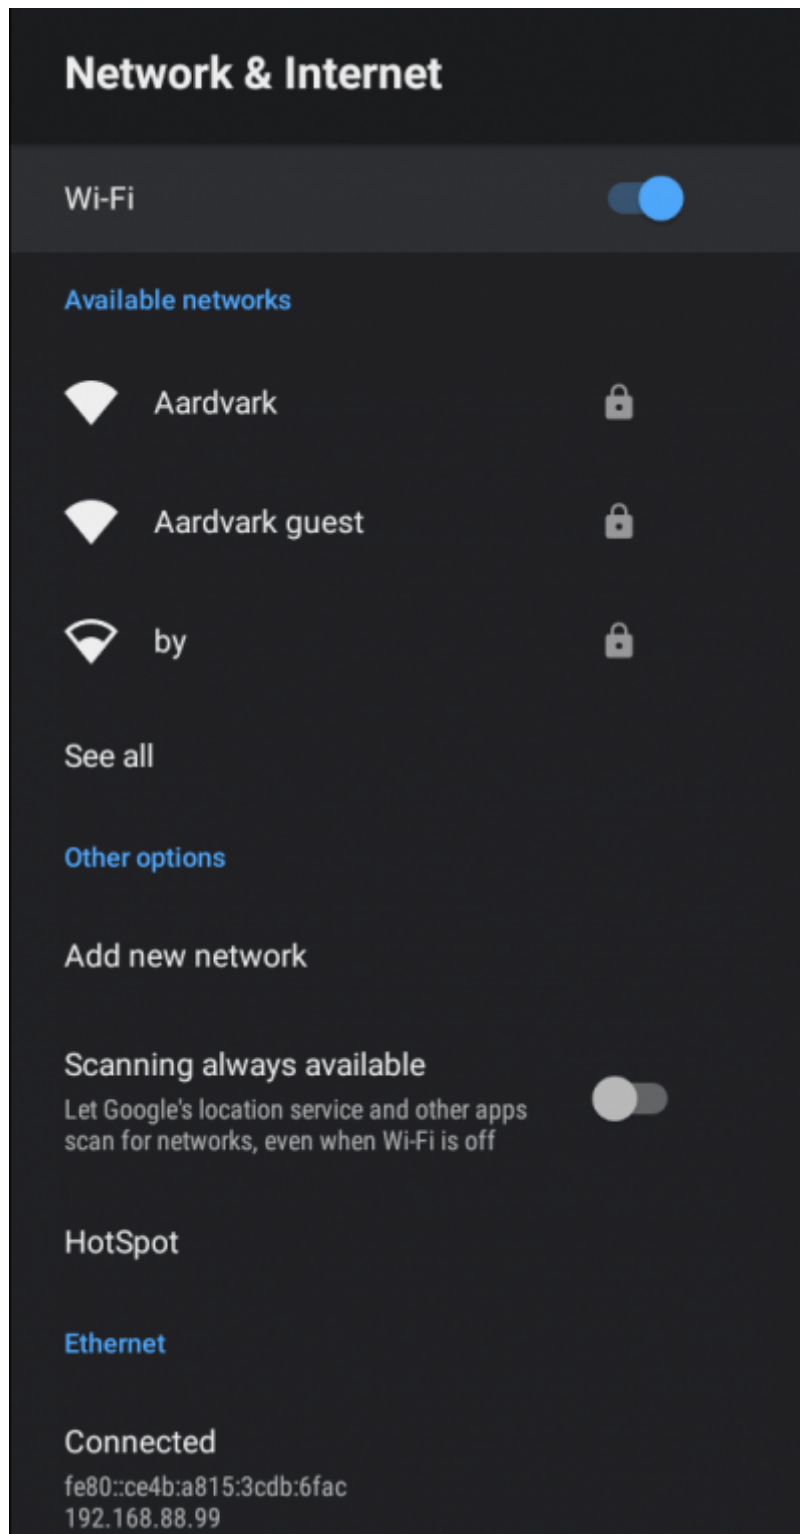 Network & Internet
Wi-Fi
Available networks
Aardvark
Aardvark guest
by
See all
Other options
Add new network
Scanning always available
Let Google's location service and other apps
scan for networks, even when Wi-Fi is off
HotSpot
Ethernet
Connected
fe80::ce4b:a815:3cdb:6fac
192.168.88.99